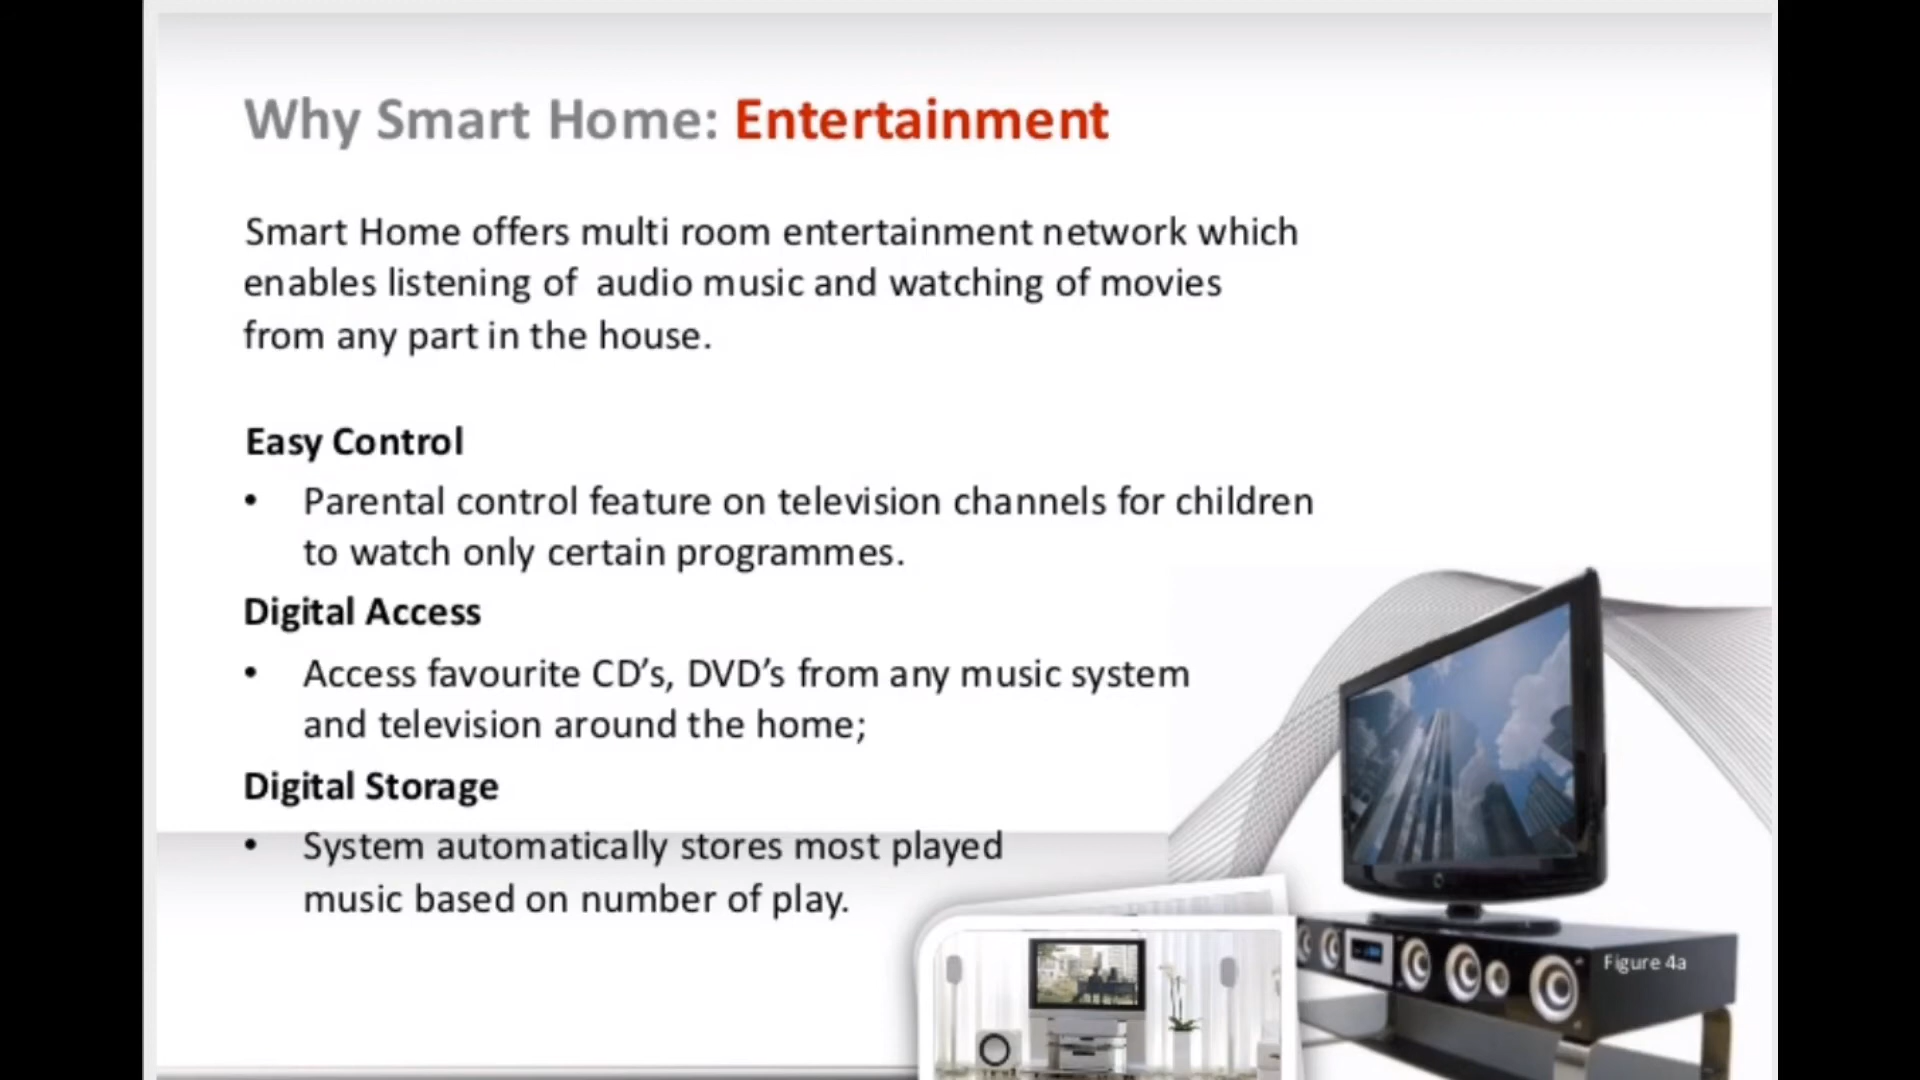 Why Smart Home: Entertainment
Smart Home offers multi room entertainment network which
enables listening of audio music and watching of movies
from any part in the house.
Easy Control
• Parental control feature on television channels for children
to watch only certain programmes.
Digital Access
• Access favourite CD’s, DVD’s from any music system
and television around the home;
Digital Storage
• System automatically stores most played
music based on number of play.
Figure 4a